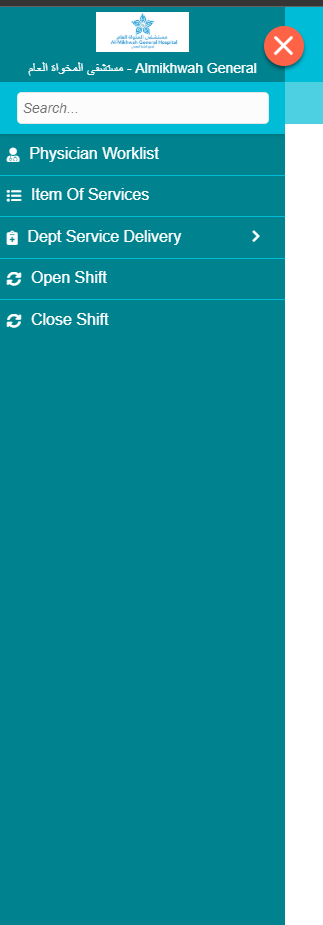 مستشفى المخواة العام
Al-Mikhwah General Hospital
مستشفى المخواة العام - Almikhwah General
Search...
Physician Worklist
Item Of Services
Dept Service Delivery
Open Shift
Close Shift